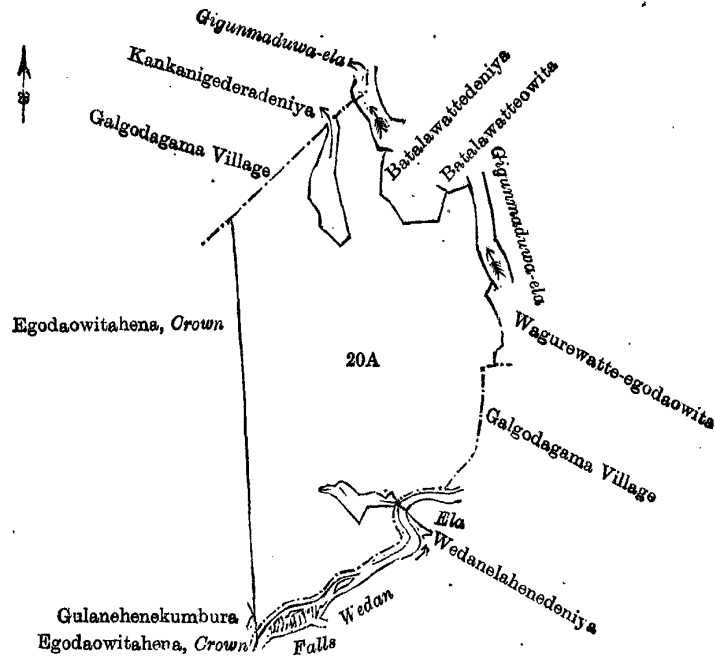 Gigunmaduwa-ela
Kankanigederadeniya
Galgodagama Village
Batalawattedeniya
Batalawatteowita
Gigunmaduwa-ela
Egodaowitahena, Crown
20A
Wagurewatte-egodaowita
Galgodagama Village
Ela
Wedanelahenedeniya
Wedan
Gulanehenekumbura
Egodaowitahena, Crown
Falls